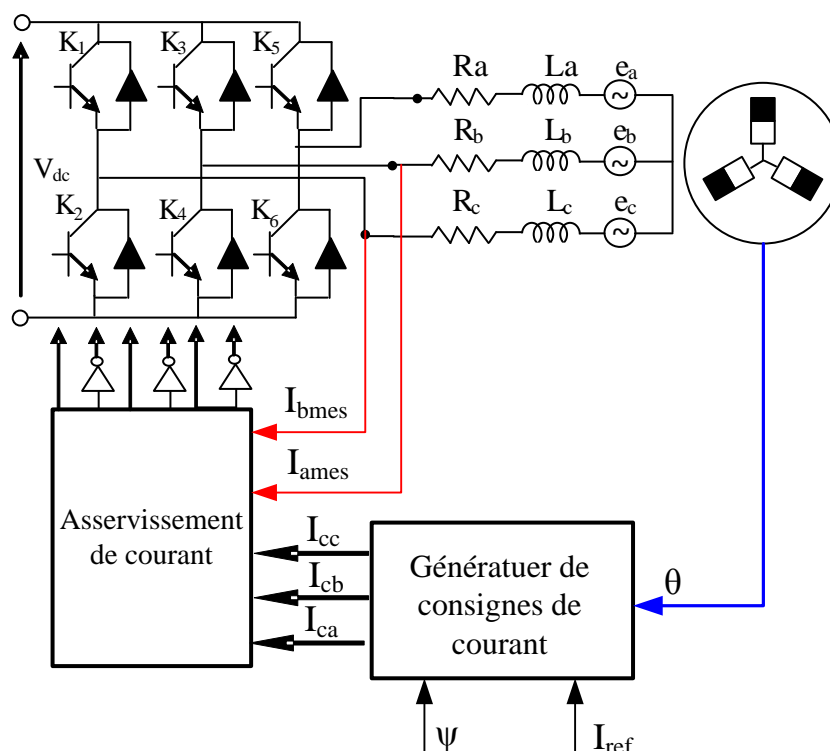 K1 K3 K5
Ra La ea
Rb Lb eb
Vdc
K2 K4 K6
Rc Lc ec
Ibmes
Iames
Asservissement
de courant
Icc
Icb
Ica
Génératuer de
consignes de
courant
θ
ψ
Iref